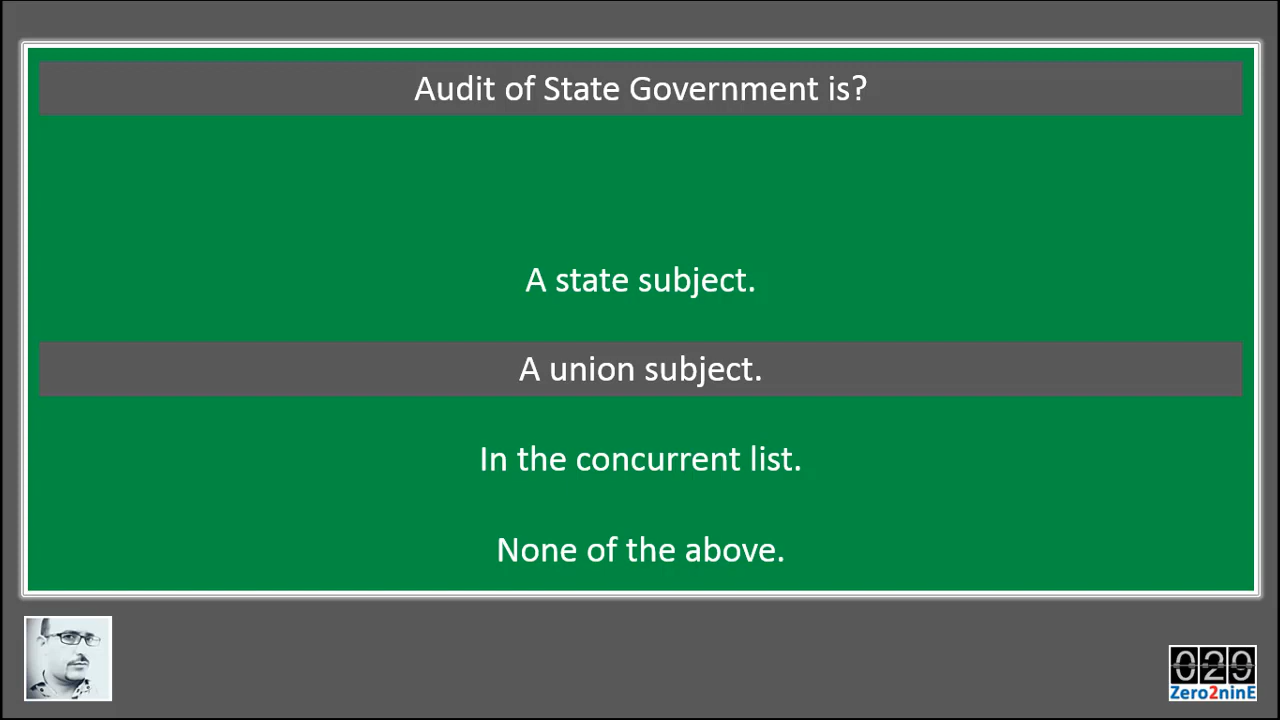 Audit of State Government is?
A state subject.
A union subject.
In the concurrent list.
None of the above.
029
Zero2ninE